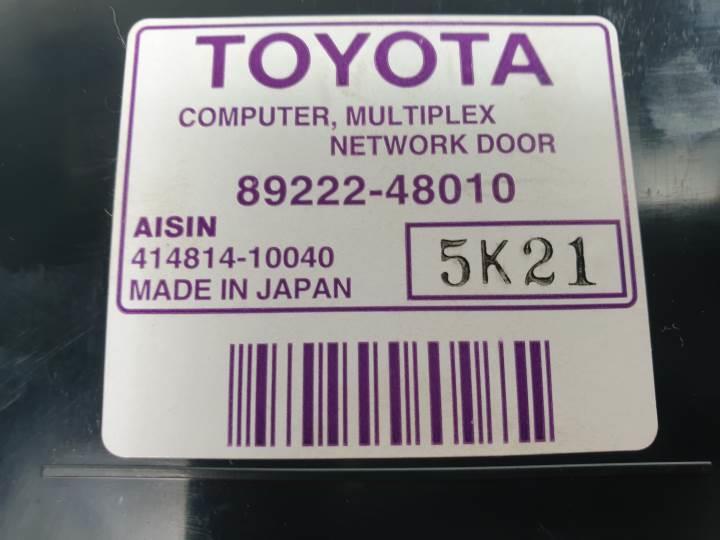 TOYOTA
COMPUTER, MULTIPLEX
NETWORK DOOR
89222-48010
AISIN
414814-10040
MADE IN JAPAN
5K21